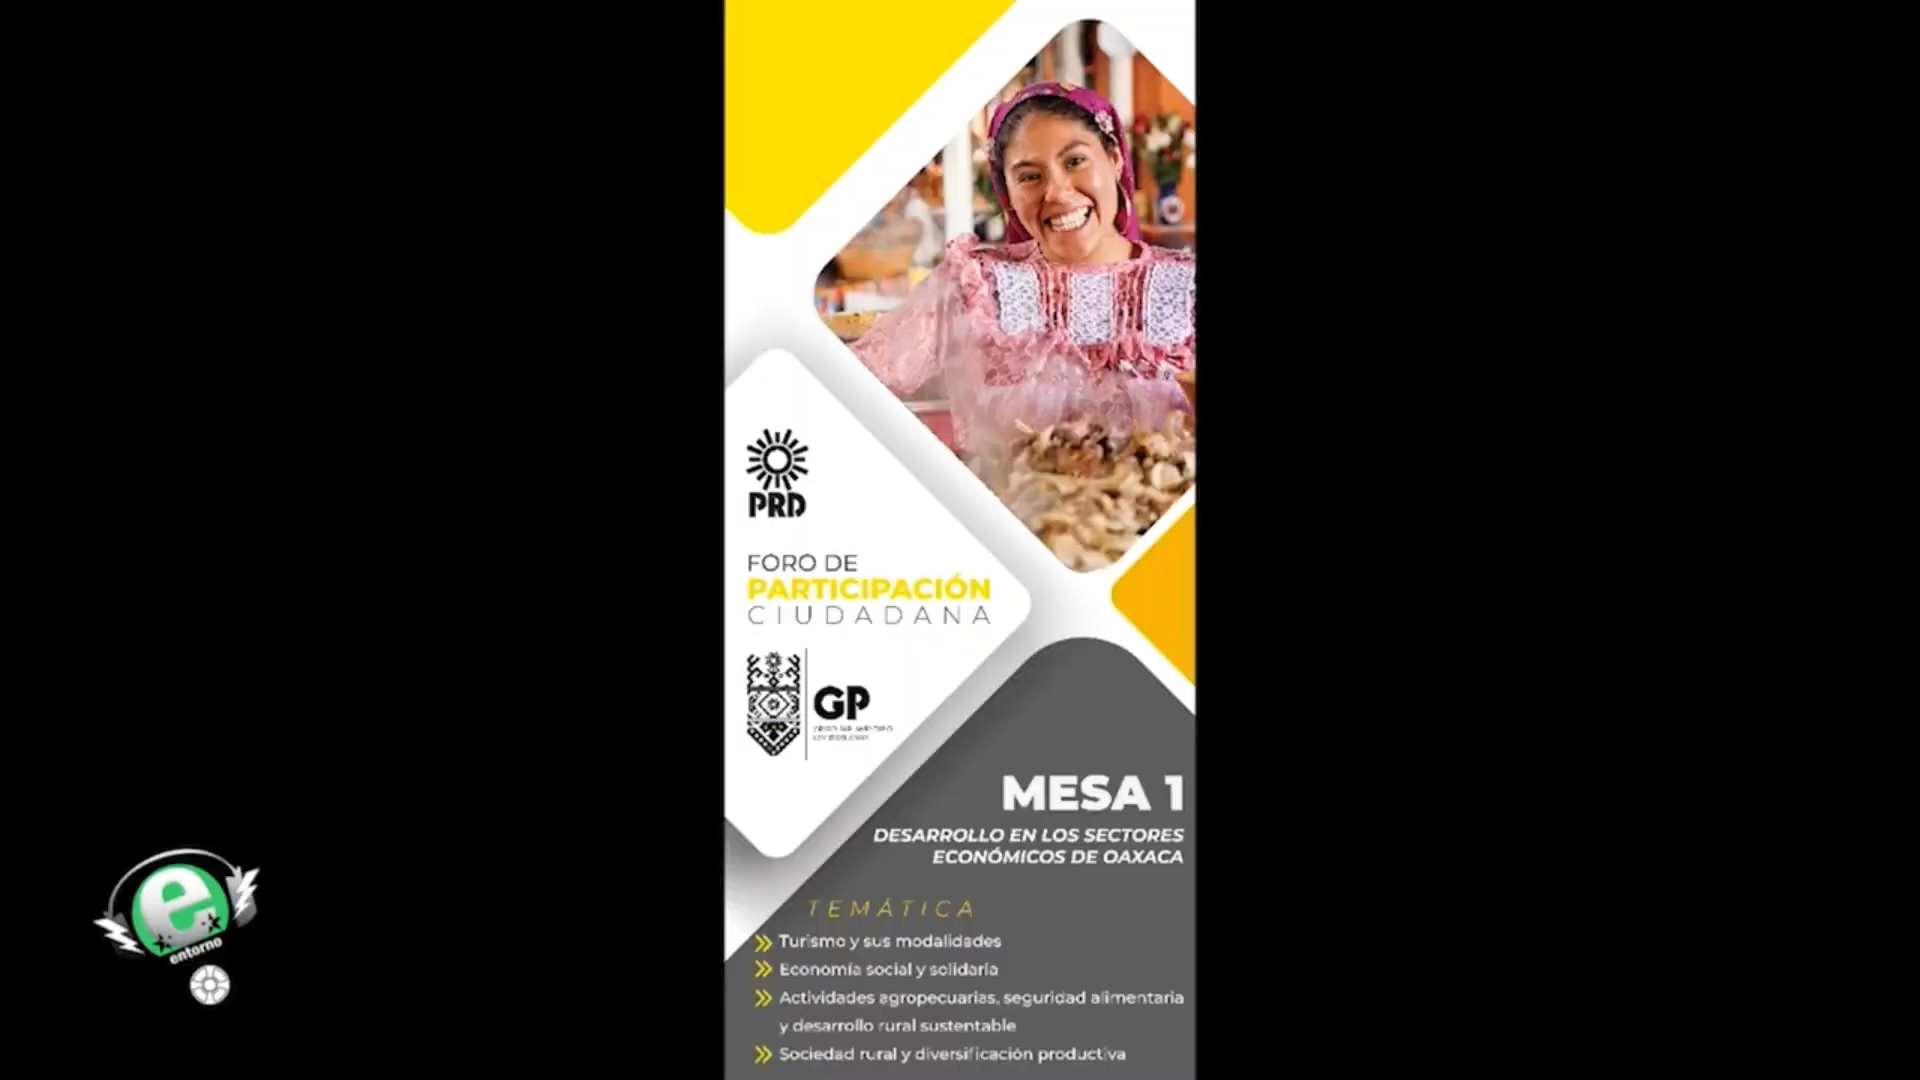 PRD
FORO DE
PARTICIPACIÓN
CIUDADANA
GP
MESA 1
DESARROLLO EN LOS SECTORES
ECONÓMICOS DE OAXACA
TEMÁTICA
Turismo y sus modalidades
Economía social y solidaria
Actividades agropecuarias, seguridad alimentaria
y desarrollo rural sustentable
Sociedad rural y diversificación productiva
e
entorno